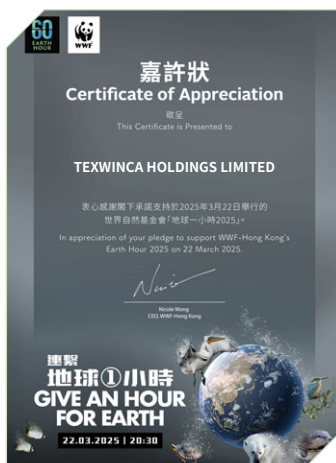 60
EARTH
HOUR
WWF
嘉許狀
Certificate of Appreciation
敬呈
This Certificate is Presented to
TEXWINCA HOLDINGS LIMITED
衷心感謝閣下承諾支持於2025年3月22日舉行的
世界自然基金會「地球一小時2025」。
In appreciation of your pledge to support WWF-Hong Kong's
Earth Hour 2025 on 22 March 2025.
Nicole Wong
CEO, WWF-Hong Kong
連繫
地球①小時
GIVE AN HOUR
FOR EARTH
22.03.2025 | 20:30